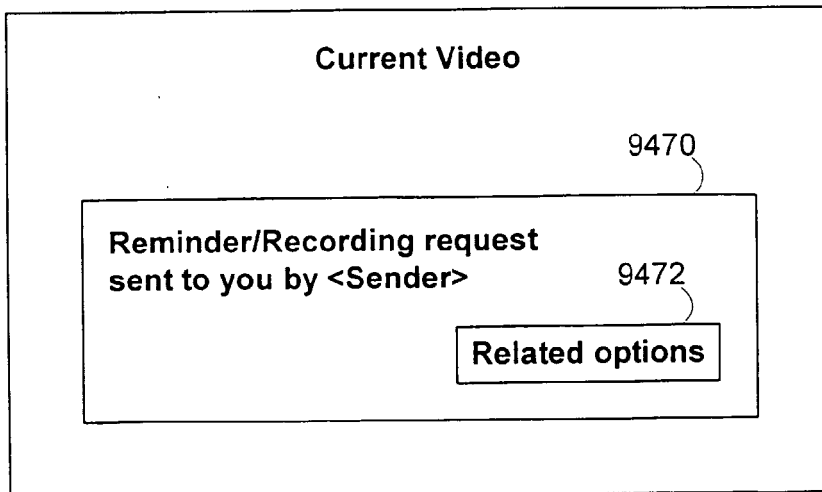 Current Video
9470
Reminder/Recording request
sent to you by <Sender>
9472
Related options